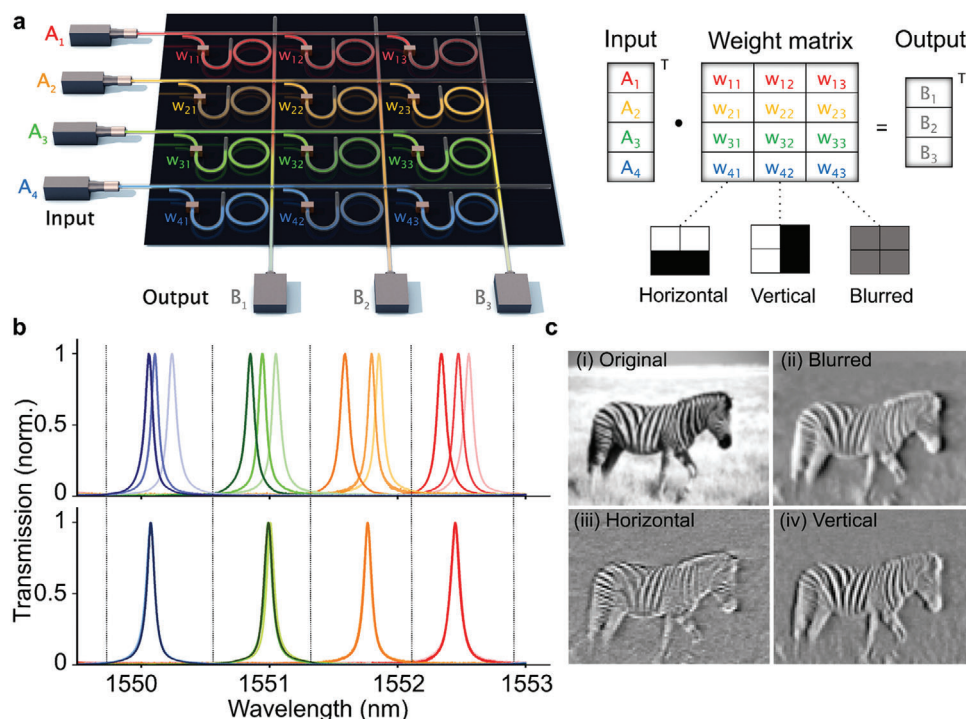 a
A1
A2
A3
A4
Input
w11 w12 w13
w21 w22 w23
w31 w32 w33
w41 w42 w43
Output
B1 B2 B3
Input Weight matrix Output
A1 w11 w12 w13
A2 w21 w22 w23
A3 w31 w32 w33
A4 w41 w42 w43
T
•
=
B1
B2
B3
T
Horizontal Vertical Blurred
b
Transmission (norm.)
1
0.5
0
1
0.5
0
1550 1551 1552 1553
Wavelength (nm)
c
(i) Original
(ii) Blurred
(iii) Horizontal
(iv) Vertical